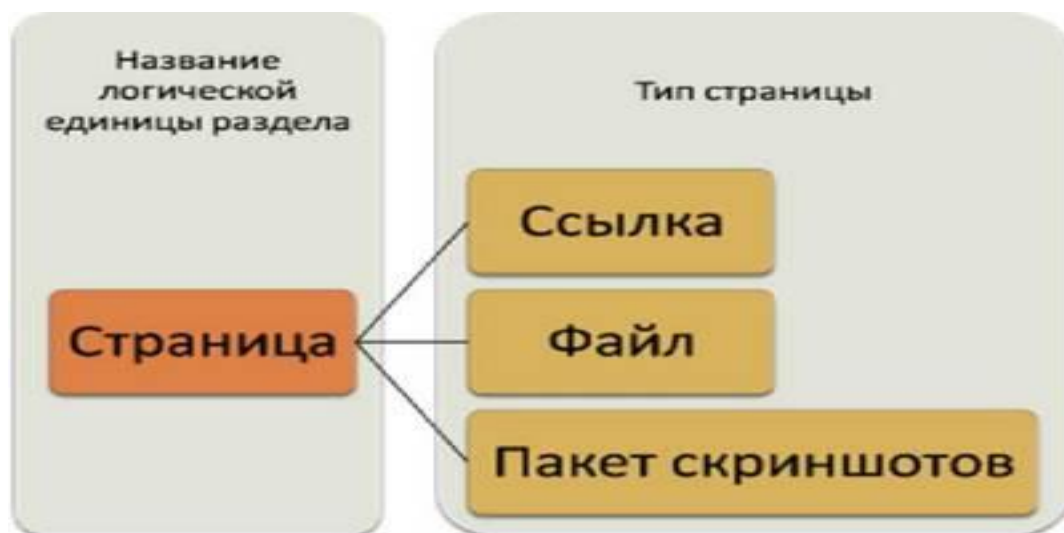 Название
логической
единицы раздела
Тип страницы
Страница
Ссылка
Файл
Пакет скриншотов